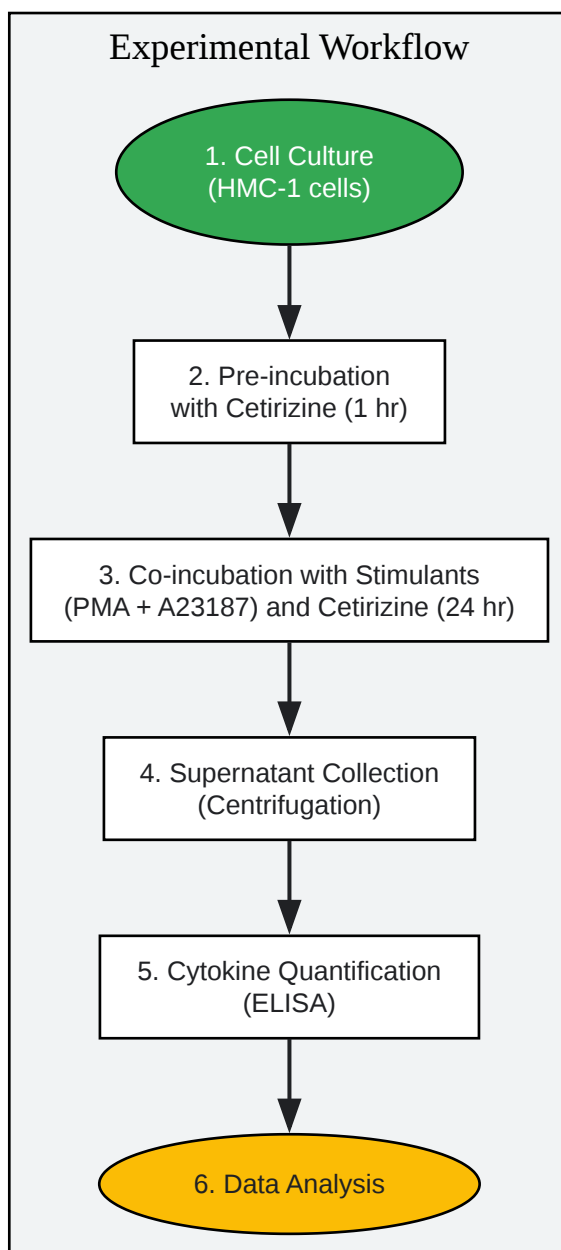 Experimental Workflow
1. Cell Culture
(HMC-1 cells)
2. Pre-incubation
with Cetirizine (1 hr)
3. Co-incubation with Stimulants
(PMA + A23187) and Cetirizine (24 hr)
4. Supernatant Collection
(Centrifugation)
5. Cytokine Quantification
(ELISA)
6. Data Analysis